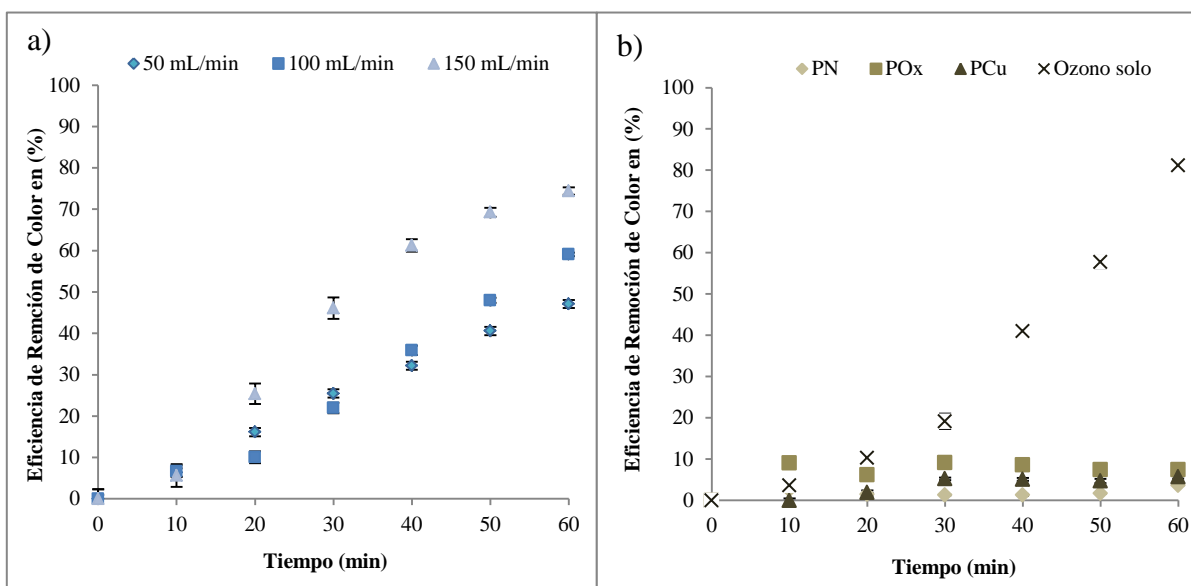 a)
50 mL/min 100 mL/min 150 mL/min
Eficiencia de Remción de Color en (%)
100
90
80
70
60
50
40
30
20
10
0
0 10 20 30 40 50 60
Tiempo (min)
b)
PN POx PCu Ozono solo
Eficiencia de Remoción de Color en (%)
100
90
80
70
60
50
40
30
20
10
0
0 10 20 30 40 50 60
Tiempo (min)